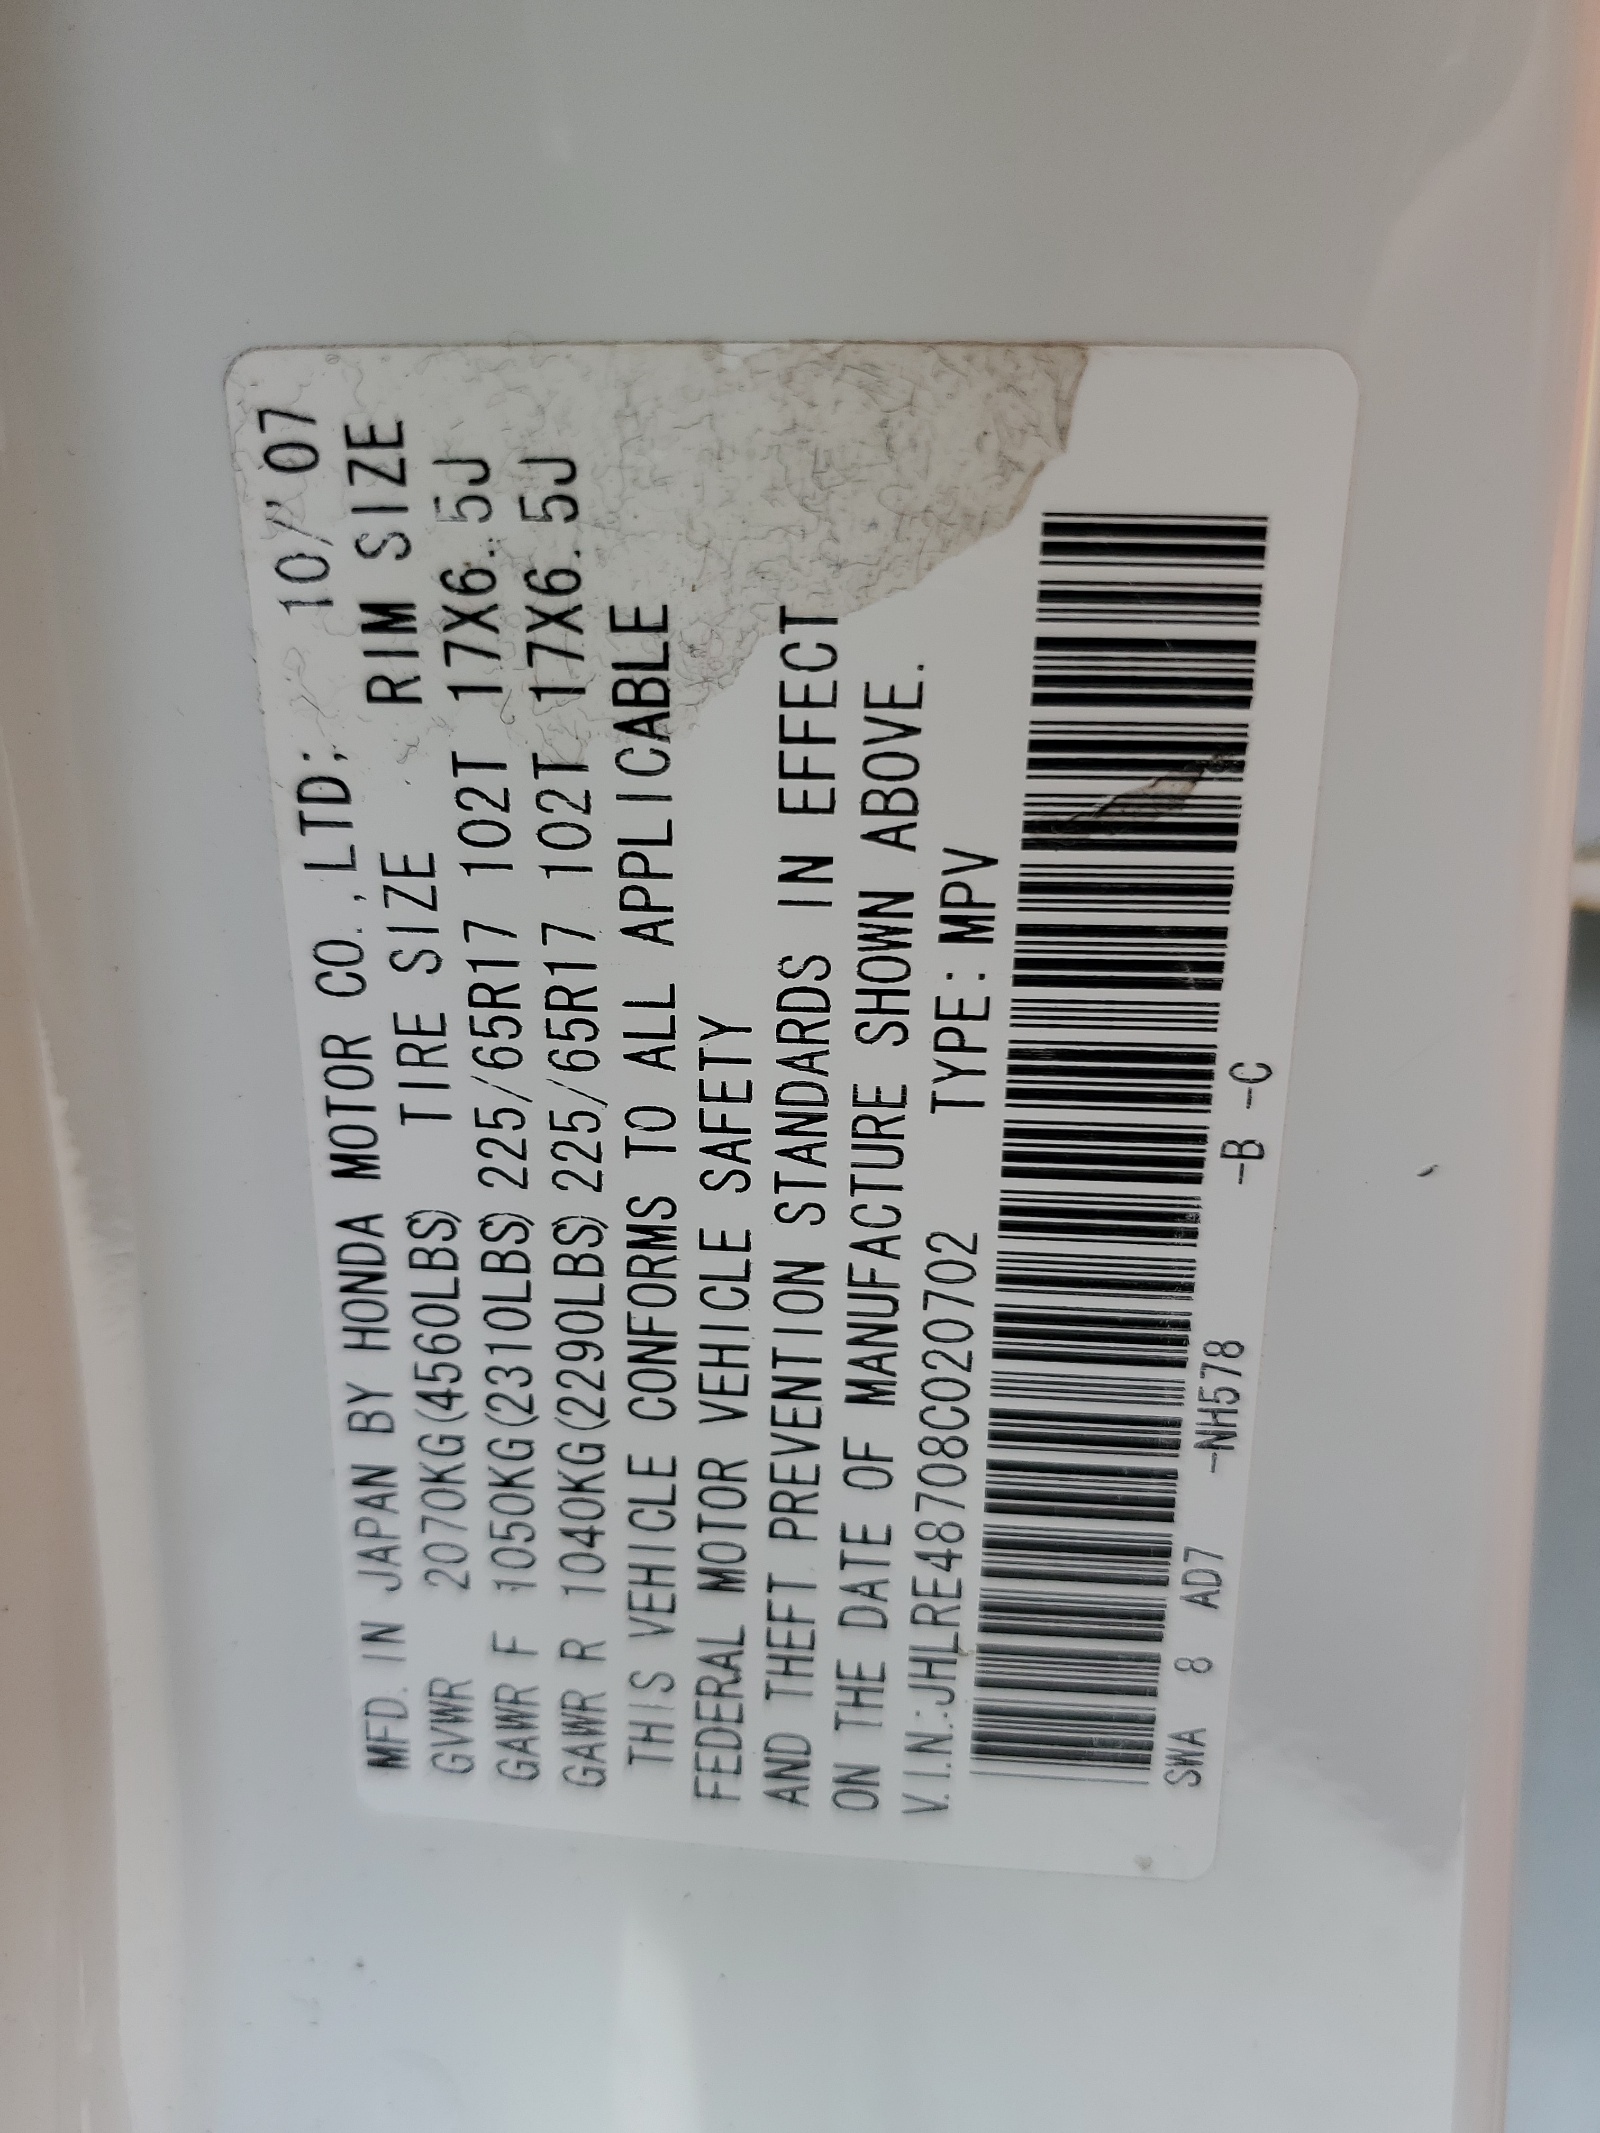 MFD. IN JAPAN BY HONDA MOTOR CO.,LTD; 10/'07
GVWR 2070KG(4560LBS) TIRE SIZE RIM SIZE
GAWR F 1050KG(2310LBS) 225/65R17 102T 17X6.5J
GAWR R 1040KG(2290LBS) 225/65R17 102T 17X6.5J
THIS VEHICLE CONFORMS TO ALL APPLICABLE
FEDERAL MOTOR VEHICLE SAFETY
AND THEFT PREVENTION STANDARDS IN EFFECT
ON THE DATE OF MANUFACTURE SHOWN ABOVE.
V.I.N.:JHLRE48708C020702 TYPE:MPV
SWA 8 AD7 -NH578 -B -C